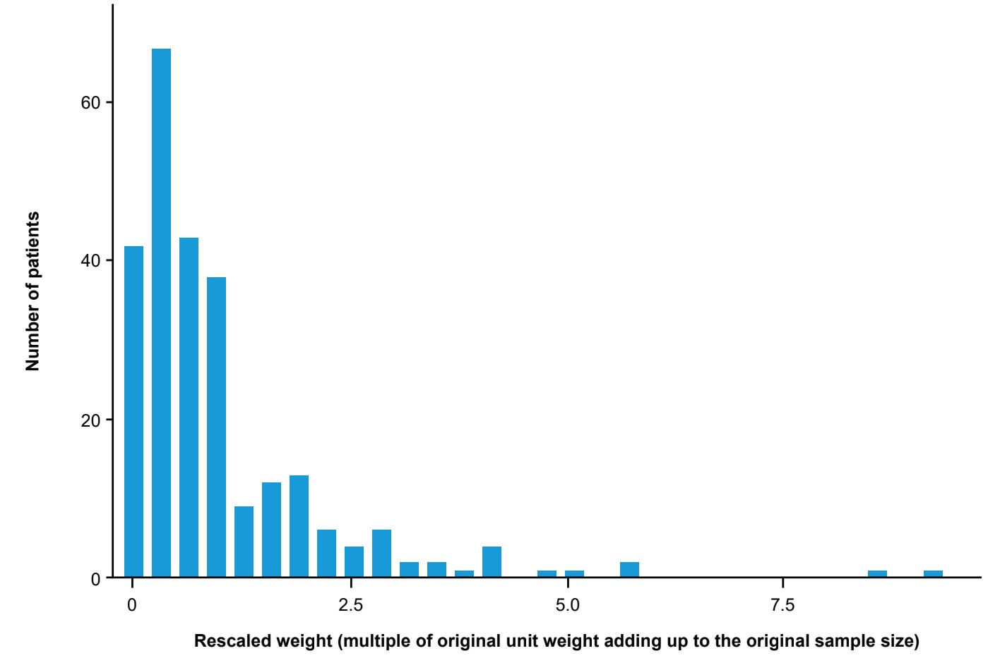 Number of patients
60
40
20
0
0 2.5 5.0 7.5
Rescaled weight (multiple of original unit weight adding up to the original sample size)